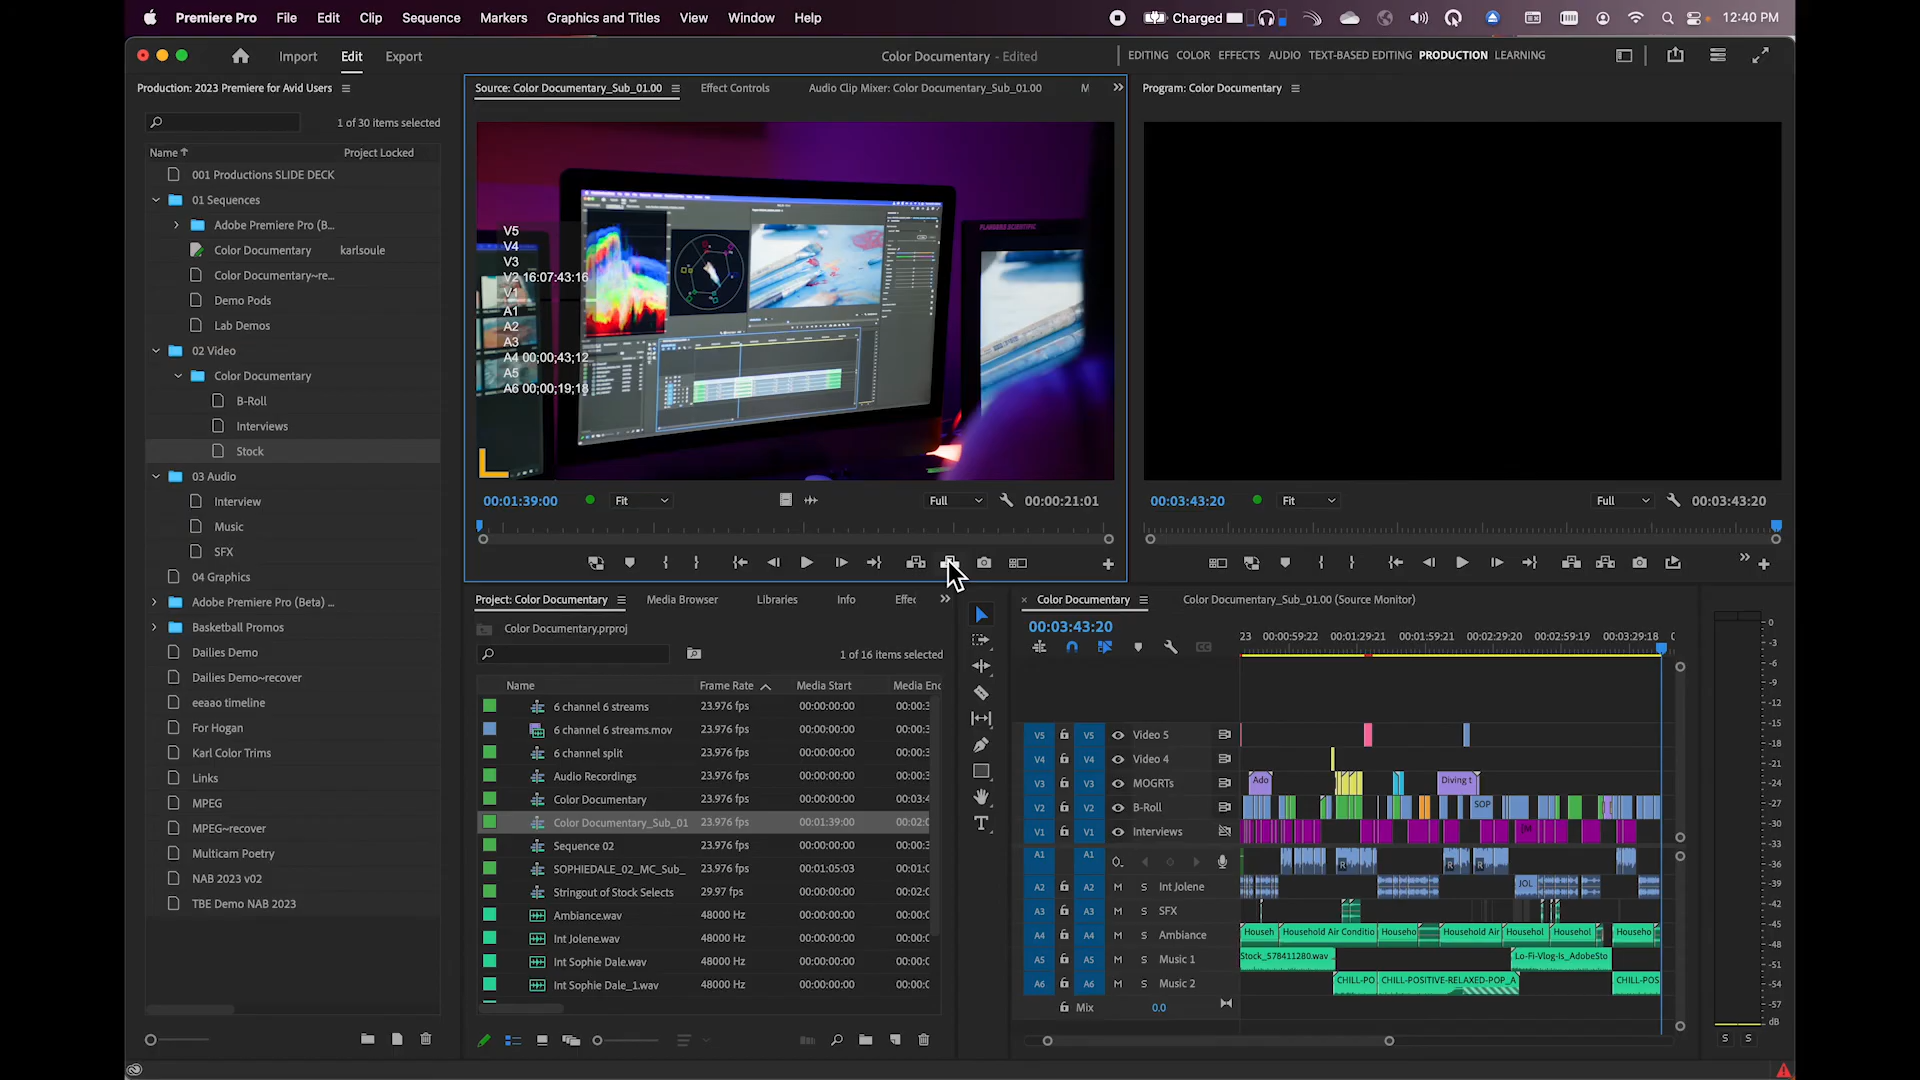 Premiere Pro File Edit Clip Sequence Markers Graphics and Titles View Window Help Charged 12:40 PM
Import Edit Export Color Documentary - Edited EDITING COLOR EFFECTS AUDIO TEXT-BASED EDITING PRODUCTION LEARNING
Production: 2023 Premiere for Avid Users
1 of 30 items selected
Name Project Locked
001 Productions SLIDE DECK
01 Sequences
Adobe Premiere Pro (B...
Color Documentary karlsoule
Color Documentary~re...
Demo Pods
Lab Demos
02 Video
Color Documentary
B-Roll
Interviews
Stock
03 Audio
Interview
Music
SFX
04 Graphics
Adobe Premiere Pro (Beta) ...
Basketball Promos
Dailies Demo
Dailies Demo~recover
eeaao timeline
For Hogan
Karl Color Trims
Links
MPEG
MPEG~recover
Multicam Poetry
NAB 2023 v02
TBE Demo NAB 2023
Source: Color Documentary_Sub_01.00 Effect Controls Audio Clip Mixer: Color Documentary_Sub_01.00 M
FLANDERS SCIENTIFIC
V5
V4
V3
V2 16:07:43:16
V1
A1
A2
A3
A4 00;00;43;12
A5
A6 00;00;19;18
00:01:39:00 Fit Full 00:00:21:01
Program: Color Documentary
00:03:43:20 Fit Full 00:03:43:20
Project: Color Documentary Media Browser Libraries Info Effec
Color Documentary.prproj
1 of 16 items selected
Name Frame Rate Media Start Media Enc
6 channel 6 streams 23.976 fps 00:00:00:00 00:00:3
6 channel 6 streams.mov 23.976 fps 00:00:00:00 00:00:3
6 channel split 23.976 fps 00:00:00:00 00:00:3
Audio Recordings 23.976 fps 00:00:00:00 00:00:0
Color Documentary 23.976 fps 00:00:00:00 00:03:4
Color Documentary_Sub_01 23.976 fps 00:01:39:00 00:02:0
Sequence 02 23.976 fps 00:00:00:00 00:00:0
SOPHIEDALE_02_MC_Sub_ 23.976 fps 00:01:05:03 00:01:0
Stringout of Stock Selects 29.97 fps 00:00:00:00 00:02:0
Ambiance.wav 48000 Hz 00:00:00:00 00:00:0
Int Jolene.wav 48000 Hz 00:00:00:00 00:00:0
Int Sophie Dale.wav 48000 Hz 00:00:00:00 00:00:0
Int Sophie Dale_1.wav 48000 Hz 00:00:00:00 00:00:0
Color Documentary Color Documentary_Sub_01.00 (Source Monitor)
00:03:43:20
23 00:00:59:22 00:01:29:21 00:01:59:21 00:02:29:20 00:02:59:19 00:03:29:18
V5 V5 Video 5
V4 V4 Video 4
V3 V3 MOGRTs Ado Diving t
V2 V2 B-Roll SOP
V1 V1 Interviews
A1 A1 R R R
A2 A2 M S Int Jolene JOL
A3 A3 M S SFX
A4 A4 M S Ambiance Househ Household Air Conditio Househo Household Air Househol Househol Househo
A5 A5 M S Music 1 Stock_578411280.wav Lo-Fi-Vlog-is_AdobeSto
A6 A6 M S Music 2 CHILL-PO CHILL-POSITIVE-RELAXED-POP_A CHILL-POS
Mix 0.0
0
-3
-6
-9
-12
-15
-18
-21
-24
-27
-30
-33
-36
-39
-42
-45
-48
-51
-54
-57
dB
S S